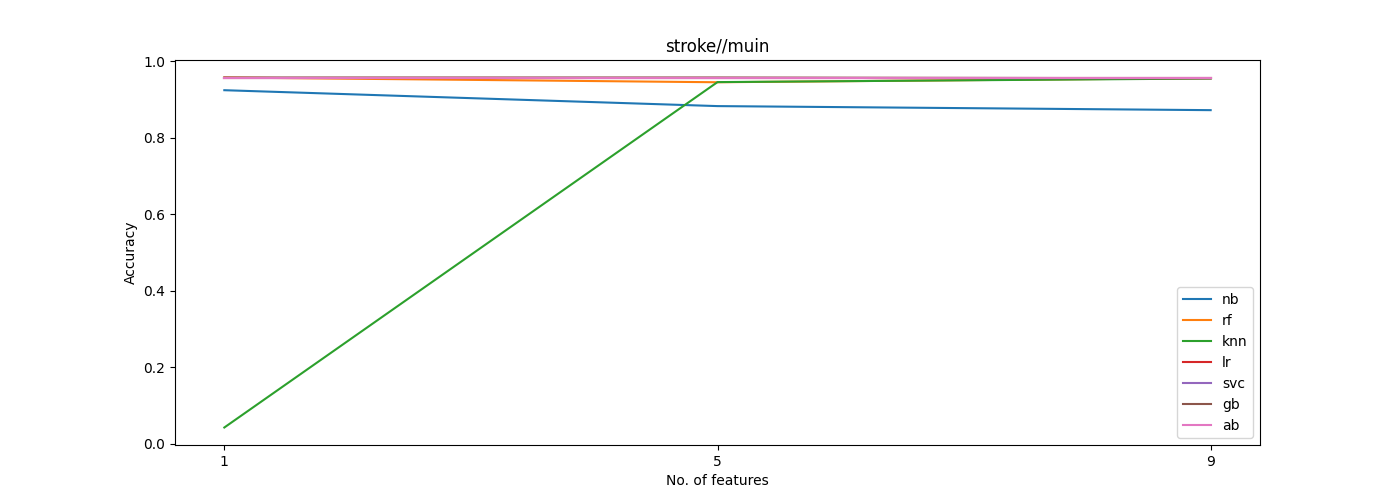 stroke//muin
1.0
0.8
0.6
0.4
0.2
0.0
Accuracy
1 5 9
No. of features
nb
rf
knn
lr
svc
gb
ab